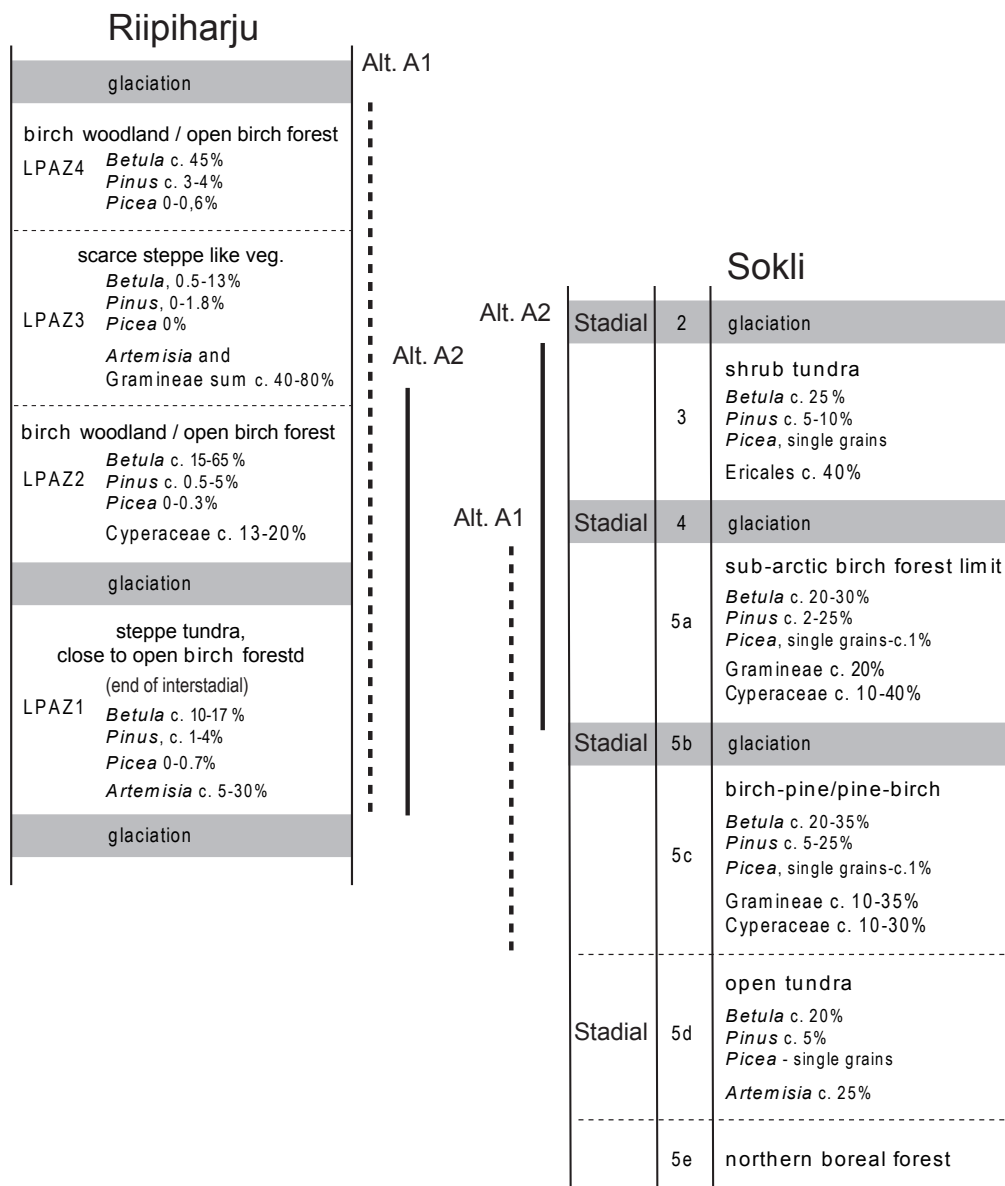 Riipiharju
Alt. A1
glaciation
birch woodland / open birch forest
LPAZ4
Betula c. 45%
Pinus c. 3-4%
Picea 0-0,6%
scarce steppe like veg.
LPAZ3
Betula, 0.5-13%
Pinus, 0-1.8%
Picea 0%
Artemisia and
Gramineae sum c. 40-80%
Alt. A2
birch woodland / open birch forest
LPAZ2
Betula c. 15-65%
Pinus c. 0.5-5%
Picea 0-0.3%
Cyperaceae c. 13-20%
glaciation
steppe tundra,
close to open birch forestd
(end of interstadial)
LPAZ1
Betula c. 10-17 %
Pinus, c. 1-4%
Picea 0-0.7%
Artemisia c. 5-30%
glaciation
Sokli
Alt. A2
Alt. A1
Stadial 2 glaciation
shrub tundra
3
Betula c. 25%
Pinus c. 5-10%
Picea, single grains
Ericales c. 40%
Stadial 4 glaciation
sub-arctic birch forest limit
5a
Betula c. 20-30%
Pinus c. 2-25%
Picea, single grains-c.1%
Gramineae c. 20%
Cyperaceae c. 10-40%
Stadial 5b glaciation
birch-pine/pine-birch
5c
Betula c. 20-35%
Pinus c. 5-25%
Picea, single grains-c.1%
Gramineae c. 10-35%
Cyperaceae c. 10-30%
open tundra
Stadial 5d
Betula c. 20%
Pinus c. 5%
Picea - single grains
Artemisia c. 25%
5e northern boreal forest